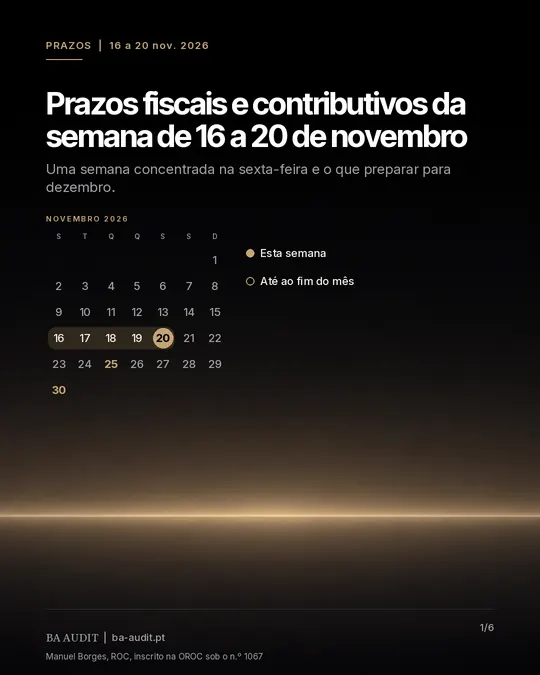 PRAZOS | 16 a 20 nov. 2026
Prazos fiscais e contributivos da
semana de 16 a 20 de novembro
Uma semana concentrada na sexta-feira e o que preparar para
dezembro.
NOVEMBRO 2026
S T Q Q S S D
1
2 3 4 5 6 7 8
9 10 11 12 13 14 15
16 17 18 19 20 21 22
23 24 25 26 27 28 29
30
Esta semana
Até ao fim do mês
1/6
BA AUDIT | ba-audit.pt
Manuel Borges, ROC, inscrito na OROC sob o n.º 1067